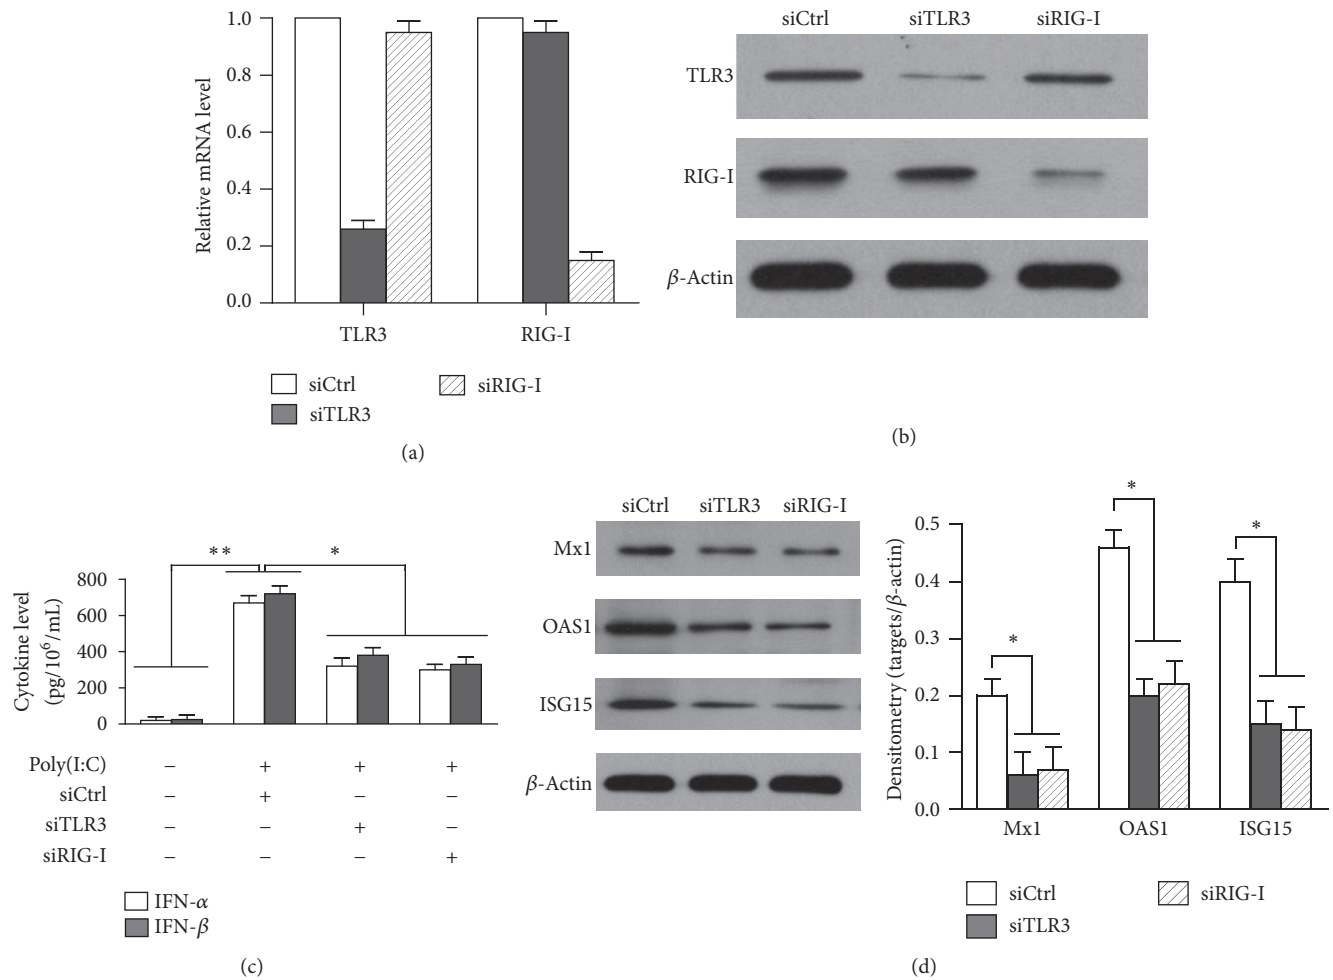 Relative mRNA level
1.0
0.8
0.6
0.4
0.2
0.0
TLR3
RIG-I
siCtrl
siRIG-I
siTLR3
(a)
siCtrl siTLR3 siRIG-I
TLR3
RIG-I
β-Actin
(b)
Cytokine level
(pg/10⁶/mL)
** *
800
600
400
200
0
Poly(I:C) − + + +
siCtrl − + − −
siTLR3 − − + −
siRIG-I − − − +
IFN-α
IFN-β
(c)
siCtrl siTLR3 siRIG-I
Mx1
OAS1
ISG15
β-Actin
Densitometry (targets/β-actin)
0.5
0.4
0.3
0.2
0.1
0.0
* * *
Mx1 OAS1 ISG15
siCtrl
siRIG-I
siTLR3
(d)